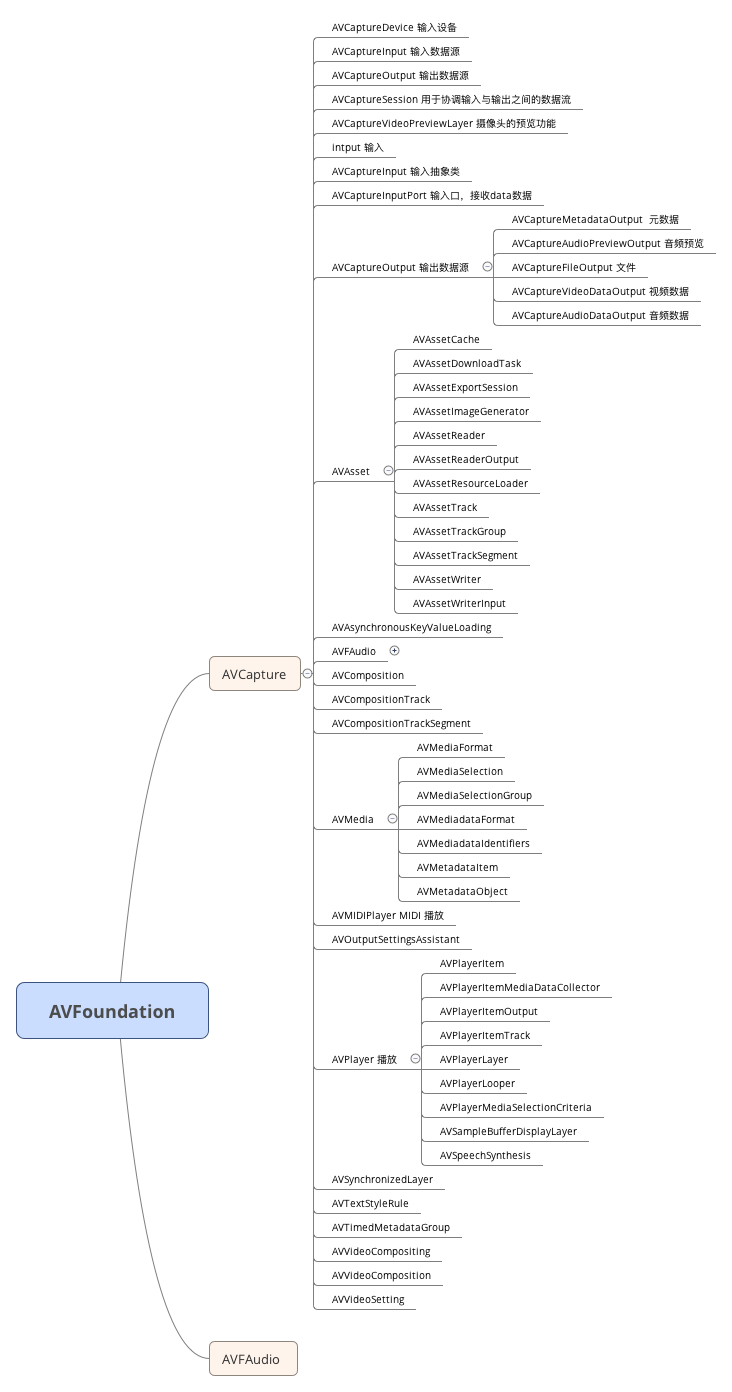 AVCaptureDevice 输入设备
AVCaptureInput 输入数据源
AVCaptureOutput 输出数据源
AVCaptureSession 用于协调输入与输出之间的数据流
AVCaptureVideoPreviewLayer 摄像头的预览功能
intput 输入
AVCaptureInput 输入抽象类
AVCaptureInputPort 输入口，接收data数据
AVCaptureMetadataOutput  元数据
AVCaptureAudioPreviewOutput 音频预览
AVCaptureOutput 输出数据源
AVCaptureFileOutput 文件
AVCaptureVideoDataOutput 视频数据
AVCaptureAudioDataOutput 音频数据
AVAssetCache
AVAssetDownloadTask
AVAssetExportSession
AVAssetImageGenerator
AVAssetReader
AVAssetReaderOutput
AVAsset
AVAssetResourceLoader
AVAssetTrack
AVAssetTrackGroup
AVAssetTrackSegment
AVAssetWriter
AVAssetWriterInput
AVAsynchronousKeyValueLoading
AVFAudio
AVCapture
AVComposition
AVCompositionTrack
AVCompositionTrackSegment
AVMediaFormat
AVMediaSelection
AVMediaSelectionGroup
AVMedia
AVMediadataFormat
AVMediadataIdentifiers
AVMetadataItem
AVMetadataObject
AVMIDIPlayer MIDI 播放
AVOutputSettingsAssistant
AVPlayerItem
AVPlayerItemMediaDataCollector
AVFoundation
AVPlayerItemOutput
AVPlayerItemTrack
AVPlayer 播放
AVPlayerLayer
AVPlayerLooper
AVPlayerMediaSelectionCriteria
AVSampleBufferDisplayLayer
AVSpeechSynthesis
AVSynchronizedLayer
AVTextStyleRule
AVTimedMetadataGroup
AVVideoCompositing
AVVideoComposition
AVVideoSetting
AVFAudio